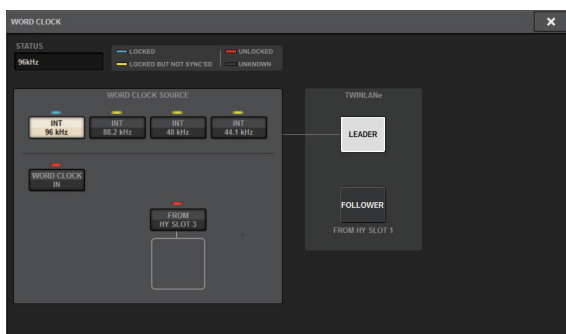 WORD CLOCK
STATUS
96kHz
LOCKED
UNLOCKED
LOCKED BUT NOT SYNC'ED
UNKNOWN
WORD CLOCK SOURCE
INT
96 kHz
INT
88.2 kHz
INT
48 kHz
INT
44.1 kHz
WORD CLOCK
IN
FROM
HY SLOT 3
TWINLANe
LEADER
FOLLOWER
FROM HY SLOT 1